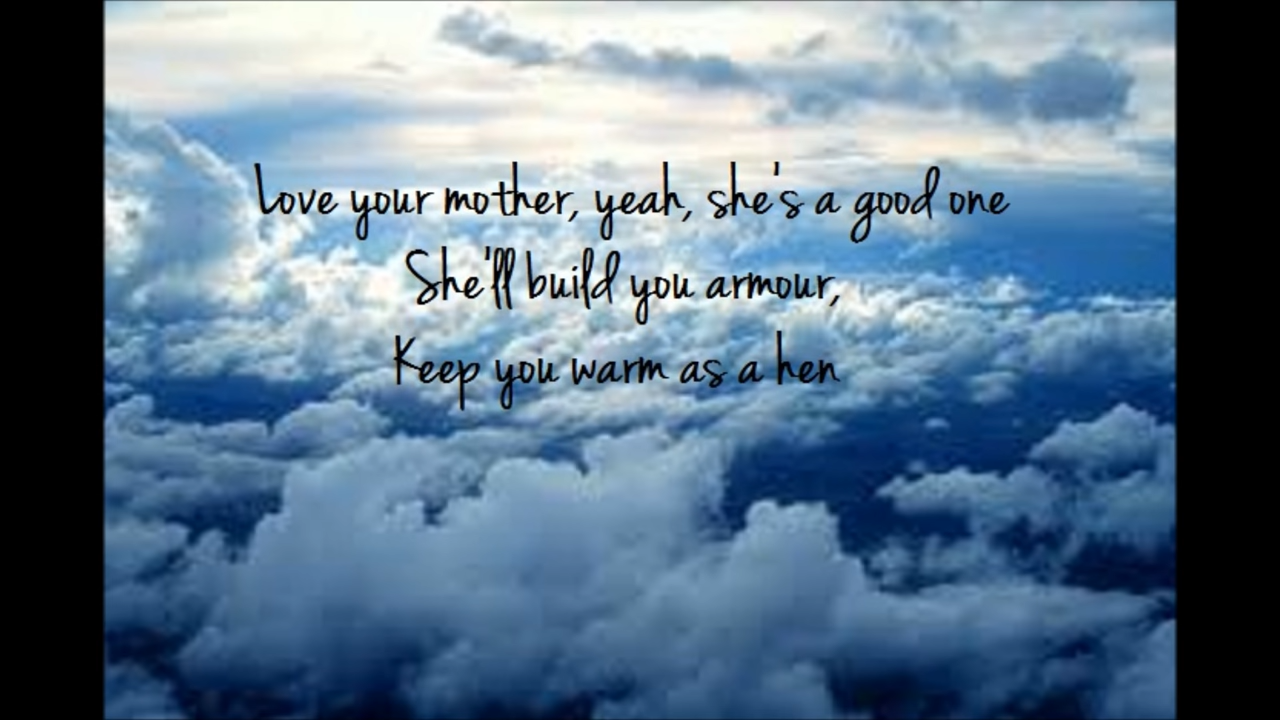 Love your mother, yeah, she's a good one
She'll build you armour,
Keep you warm as a hen